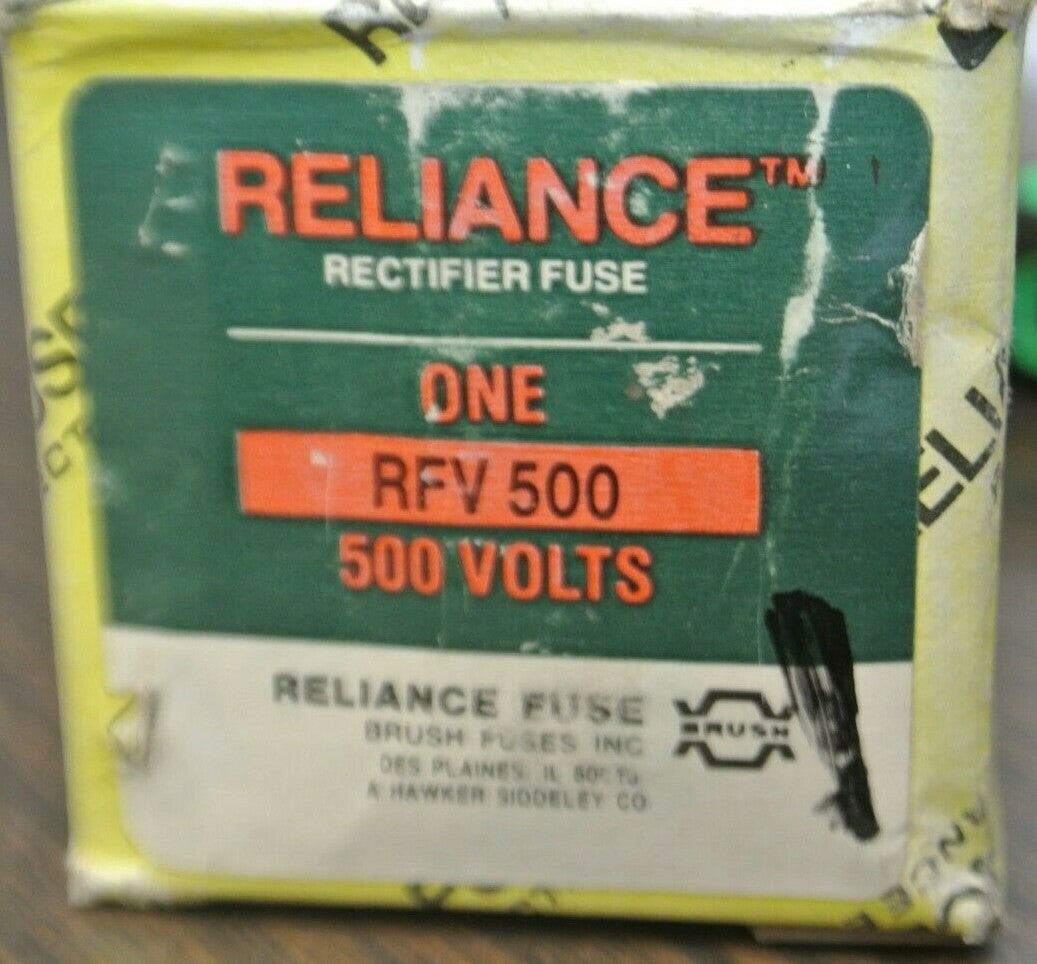 RELIANCE™
RECTIFIER FUSE
ONE
RFV 500
500 VOLTS
RELIANCE FUSE
BRUSH FUSES INC
DES PLAINES IL
A HAWKER SIDDELEY CO
BRUSH